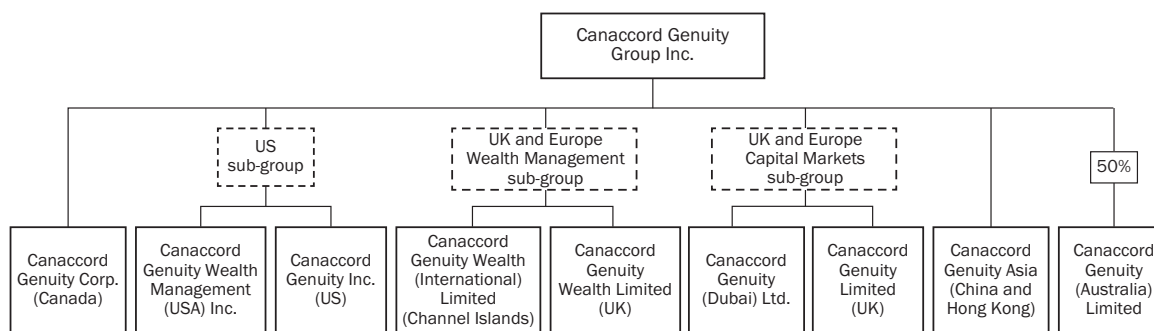 Canaccord Genuity
Group Inc.
US
sub-group
UK and Europe
Wealth Management
sub-group
UK and Europe
Capital Markets
sub-group
50%
Canaccord
Genuity Corp.
(Canada)
Canaccord
Genuity Wealth
Management
(USA) Inc.
Canaccord
Genuity Inc.
(US)
Canaccord
Genuity Wealth
(International)
Limited
(Channel Islands)
Canaccord
Genuity
Wealth Limited
(UK)
Canaccord
Genuity
(Dubai) Ltd.
Canaccord
Genuity
Limited
(UK)
Canaccord
Genuity Asia
(China and
Hong Kong)
Canaccord
Genuity
(Australia)
Limited